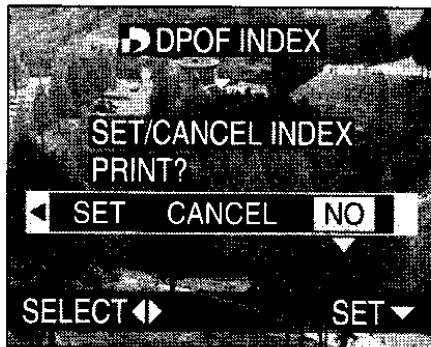 DPOF INDEX
SET/CANCEL INDEX
PRINT?
SET CANCEL NO
SELECT
SET